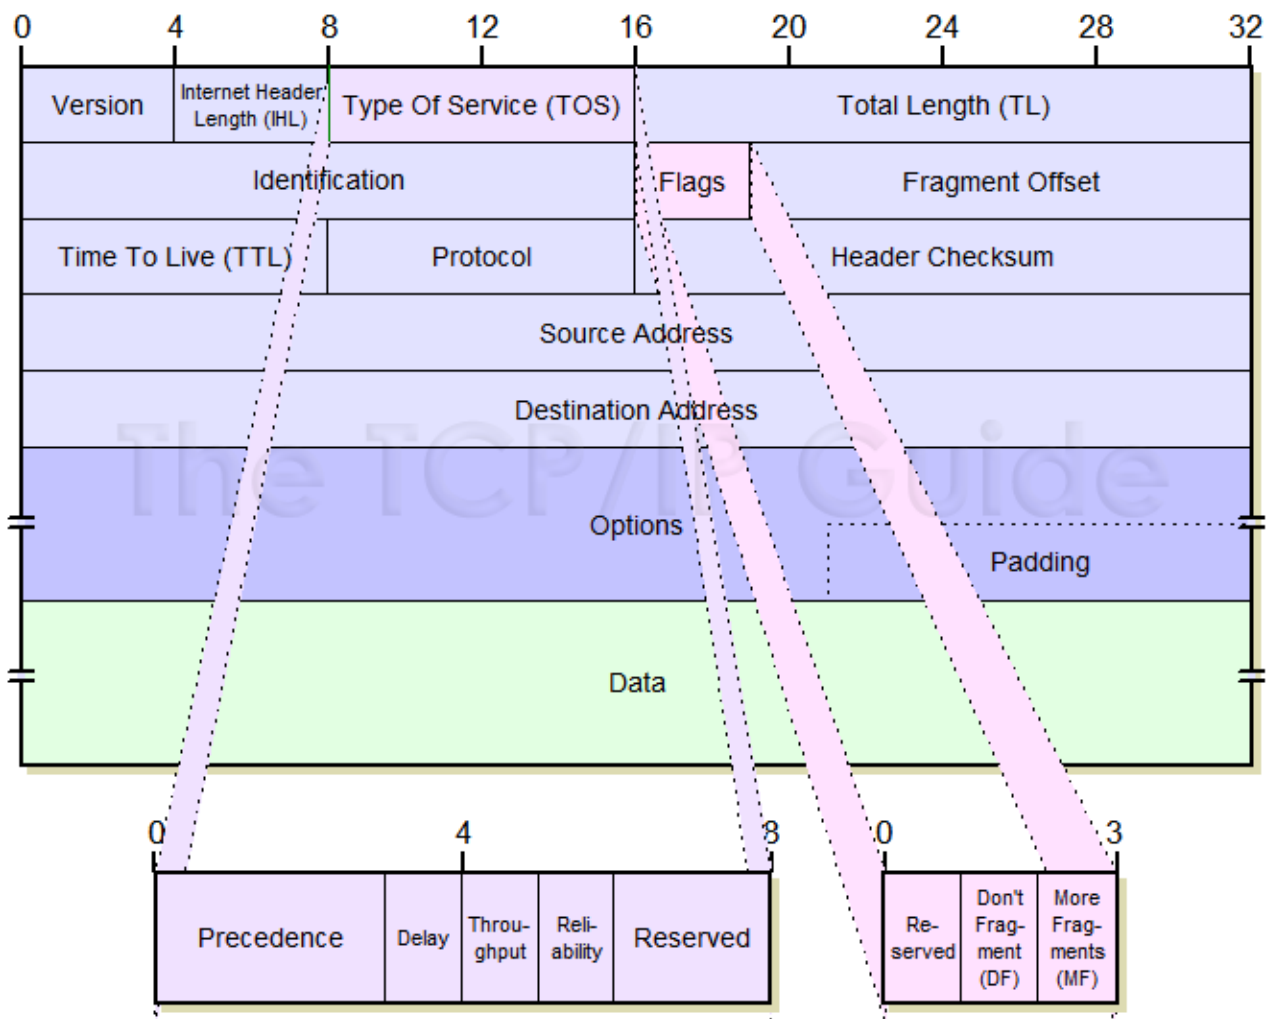 0 4 8 12 16 20 24 28 32
Version
Internet Header
Length (IHL)
Type Of Service (TOS)
Total Length (TL)
Identification
Flags
Fragment Offset
Time To Live (TTL)
Protocol
Header Checksum
Source Address
Destination Address
The TCP/IP Guide
Options
Padding
Data
0 4 8
0 3
Precedence
Delay
Throu-
ghput
Reli-
ability
Reserved
Re-
served
Don't
Frag-
ment
(DF)
More
Frag-
ments
(MF)